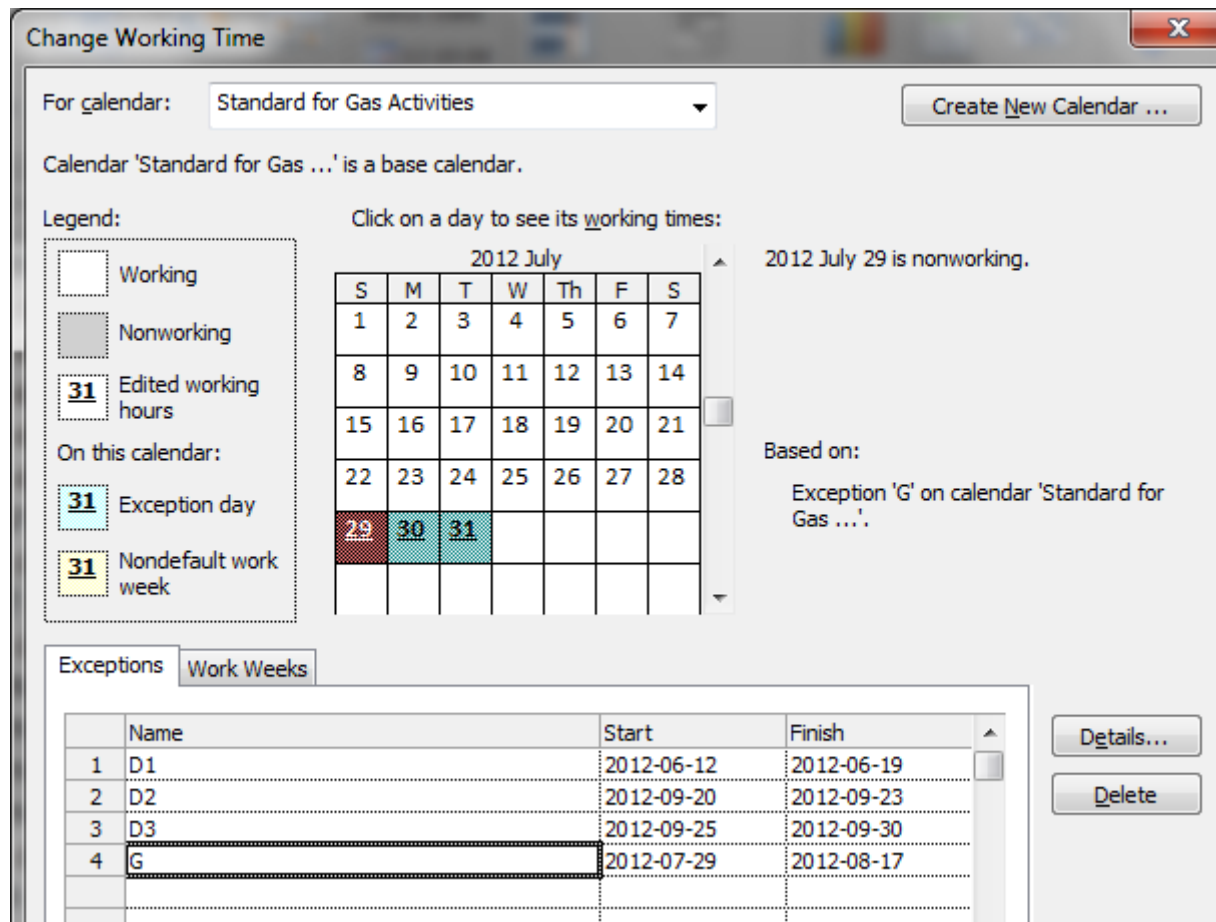 Change Working Time
For calendar: Standard for Gas Activities Create New Calendar ...
Calendar 'Standard for Gas ...' is a base calendar.
Legend:
Working
Nonworking
31 Edited working
hours
On this calendar:
31 Exception day
31 Nondefault work
week
Click on a day to see its working times:
2012 July
S M T W Th F S
1 2 3 4 5 6 7
8 9 10 11 12 13 14
15 16 17 18 19 20 21
22 23 24 25 26 27 28
29 30 31
2012 July 29 is nonworking.
Based on:
Exception 'G' on calendar 'Standard for
Gas ...'.
Exceptions Work Weeks
Name Start Finish
1 D1 2012-06-12 2012-06-19
2 D2 2012-09-20 2012-09-23
3 D3 2012-09-25 2012-09-30
4 G 2012-07-29 2012-08-17
Details...
Delete